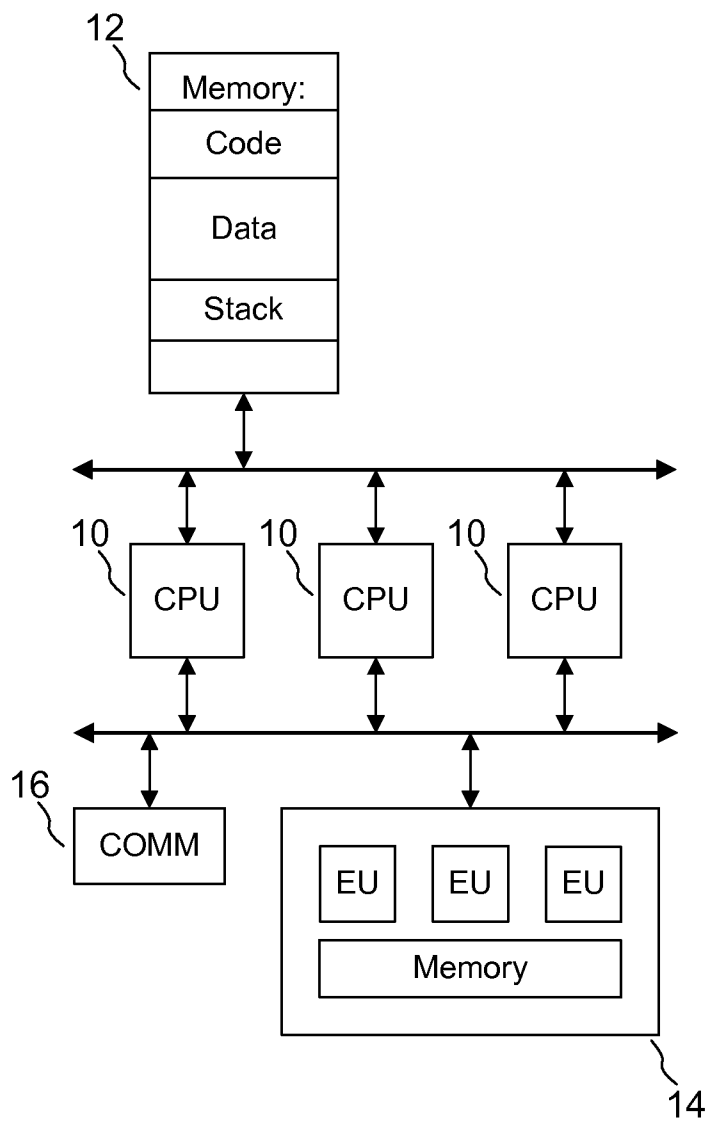 12
Memory:
Code
Data
Stack
10
10
10
CPU
CPU
CPU
16
COMM
EU
EU
EU
Memory
14